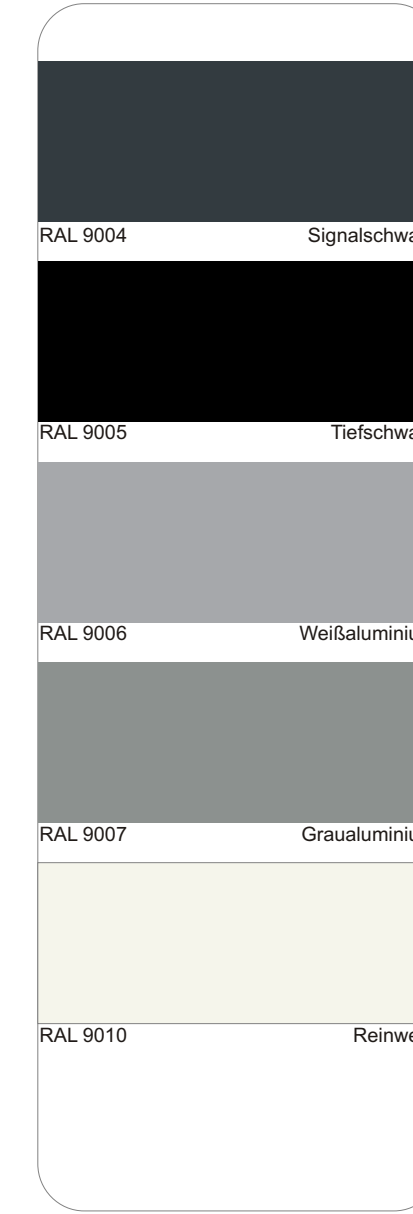 RAL 9004 Signalschwa
RAL 9005 Tiefschwa
RAL 9006 Weißaluminiu
RAL 9007 Graualuminiu
RAL 9010 Reinwe